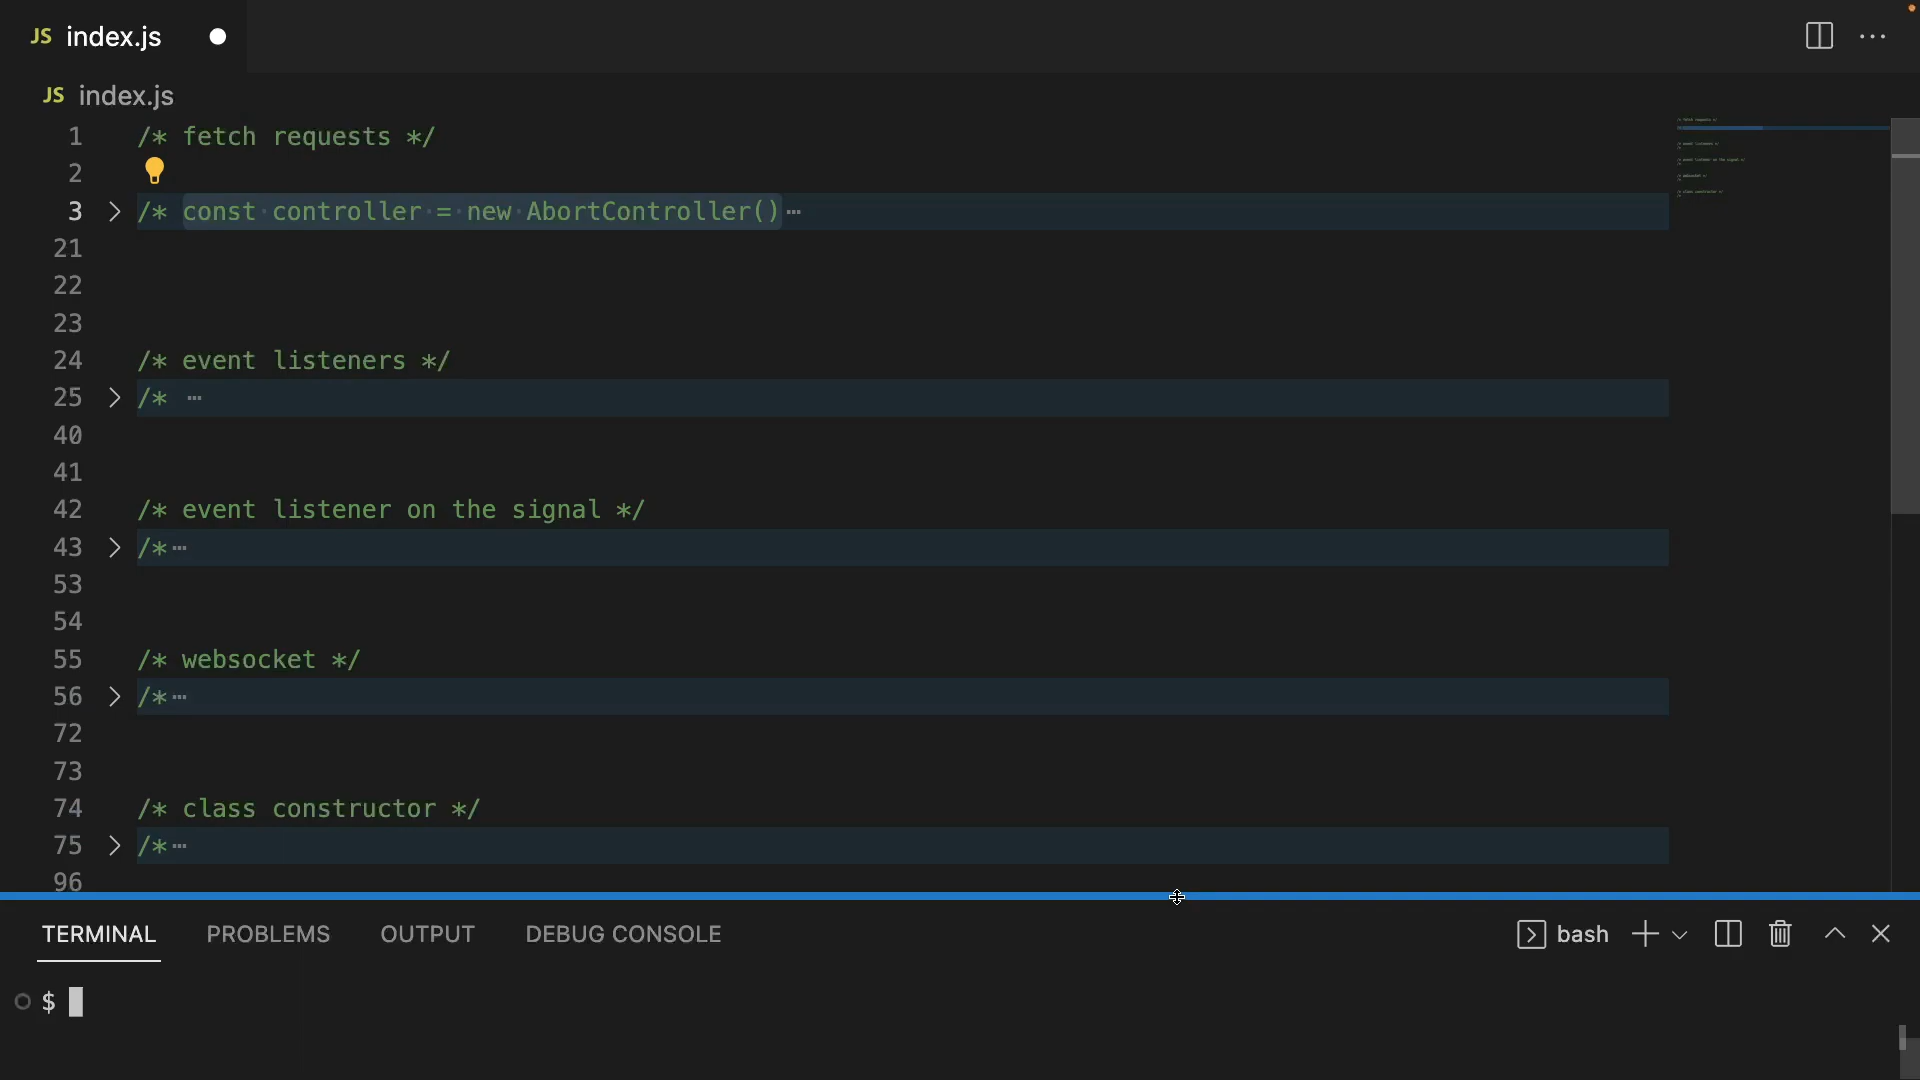 JS index.js
JS index.js
1 /* fetch requests */
2
3 /* const controller = new AbortController()…
21
22
23
24 /* event listeners */
25 /* …
40
41
42 /* event listener on the signal */
43 /*…
53
54
55 /* websocket */
56 /*…
72
73
74 /* class constructor */
75 /*…
96
TERMINAL PROBLEMS OUTPUT DEBUG CONSOLE bash
$